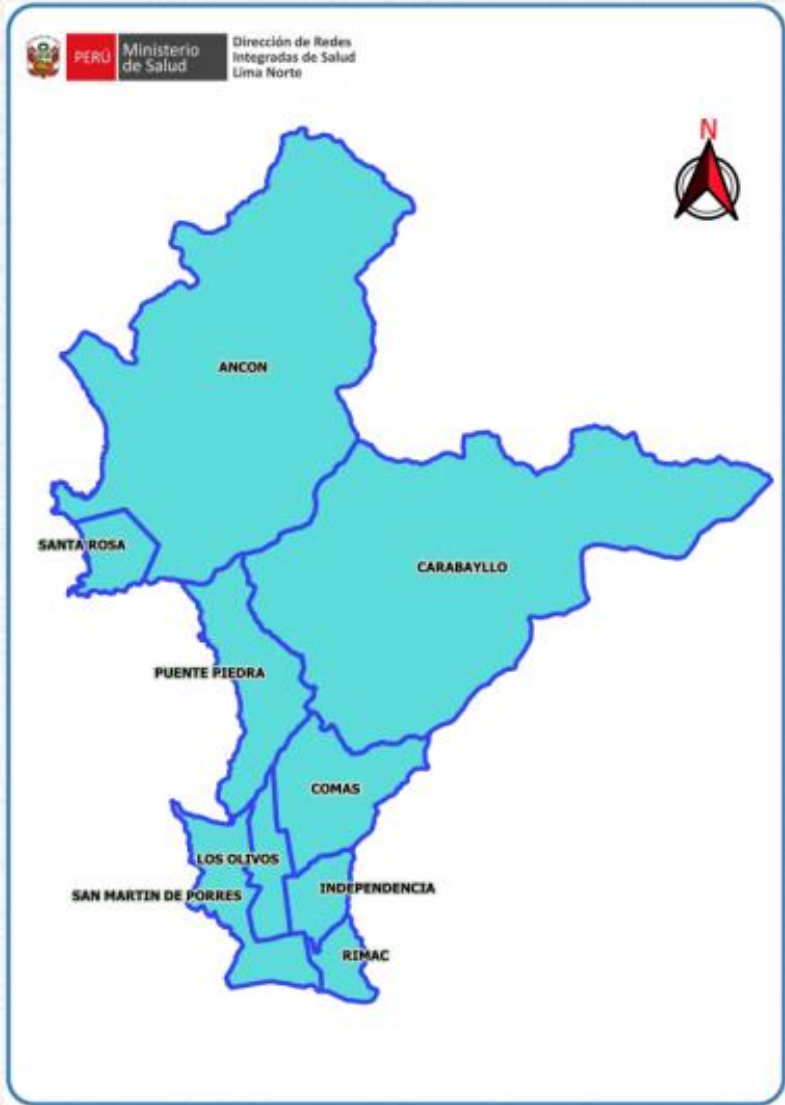 PERÚ
Ministerio
de Salud
Dirección de Redes
Integradas de Salud
Lima Norte
N
ANCON
SANTA ROSA
CARABAYLLO
PUENTE PIEDRA
COMAS
LOS OLIVOS
INDEPENDENCIA
SAN MARTIN DE PORRES
RIMAC